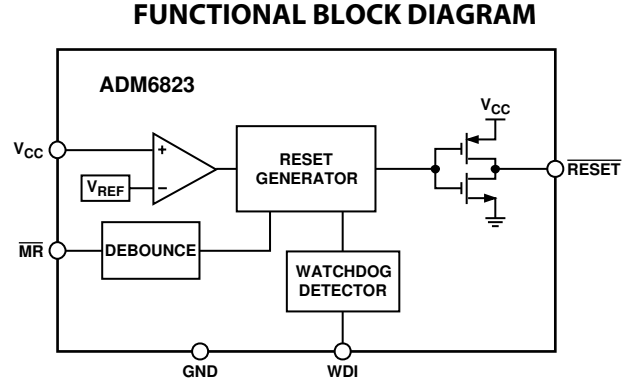 FUNCTIONAL BLOCK DIAGRAM
ADM6823
VCC
VCC
+
RESET
GENERATOR
RESET
VREF
−
MR
DEBOUNCE
WATCHDOG
DETECTOR
GND
WDI